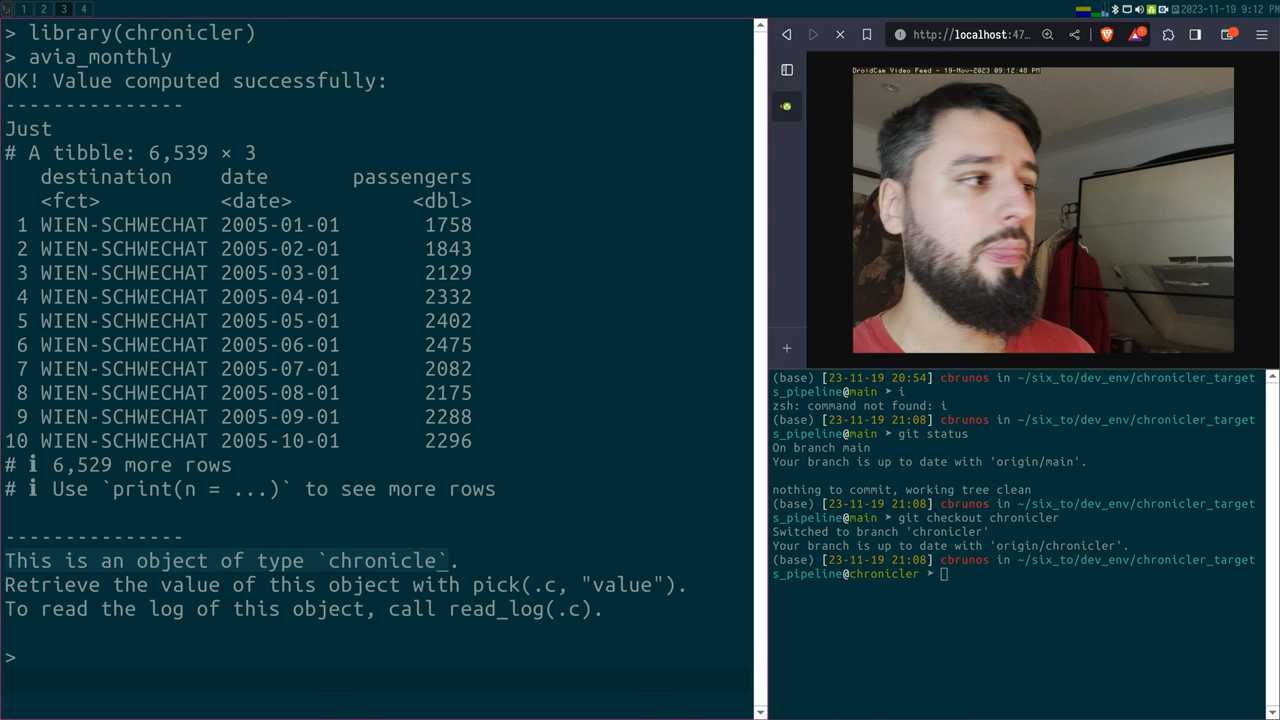 1 2 3 4
2023-11-19 9:12 PM
> library(chronicler)
> avia_monthly
OK! Value computed successfully:
---------------
Just
# A tibble: 6,539 × 3
destination date passengers
<fct> <date> <dbl>
1 WIEN-SCHWECHAT 2005-01-01 1758
2 WIEN-SCHWECHAT 2005-02-01 1843
3 WIEN-SCHWECHAT 2005-03-01 2129
4 WIEN-SCHWECHAT 2005-04-01 2332
5 WIEN-SCHWECHAT 2005-05-01 2402
6 WIEN-SCHWECHAT 2005-06-01 2475
7 WIEN-SCHWECHAT 2005-07-01 2082
8 WIEN-SCHWECHAT 2005-08-01 2175
9 WIEN-SCHWECHAT 2005-09-01 2288
10 WIEN-SCHWECHAT 2005-10-01 2296
# ℹ 6,529 more rows
# ℹ Use `print(n = ...)` to see more rows
---------------
This is an object of type `chronicle`.
Retrieve the value of this object with pick(.c, "value").
To read the log of this object, call read_log(.c).
>
http://localhost:47...
1
DroidCam Video Feed - 19-Nov-2023 09:12:48 PM
(base) [23-11-19 20:54] cbrunos in ~/six_to/dev_env/chronicler_target
s_pipeline@main ➤ i
zsh: command not found: i
(base) [23-11-19 21:08] cbrunos in ~/six_to/dev_env/chronicler_target
s_pipeline@main ➤ git status
On branch main
Your branch is up to date with 'origin/main'.
nothing to commit, working tree clean
(base) [23-11-19 21:08] cbrunos in ~/six_to/dev_env/chronicler_target
s_pipeline@main ➤ git checkout chronicler
Switched to branch 'chronicler'
Your branch is up to date with 'origin/chronicler'.
(base) [23-11-19 21:08] cbrunos in ~/six_to/dev_env/chronicler_target
s_pipeline@chronicler ➤